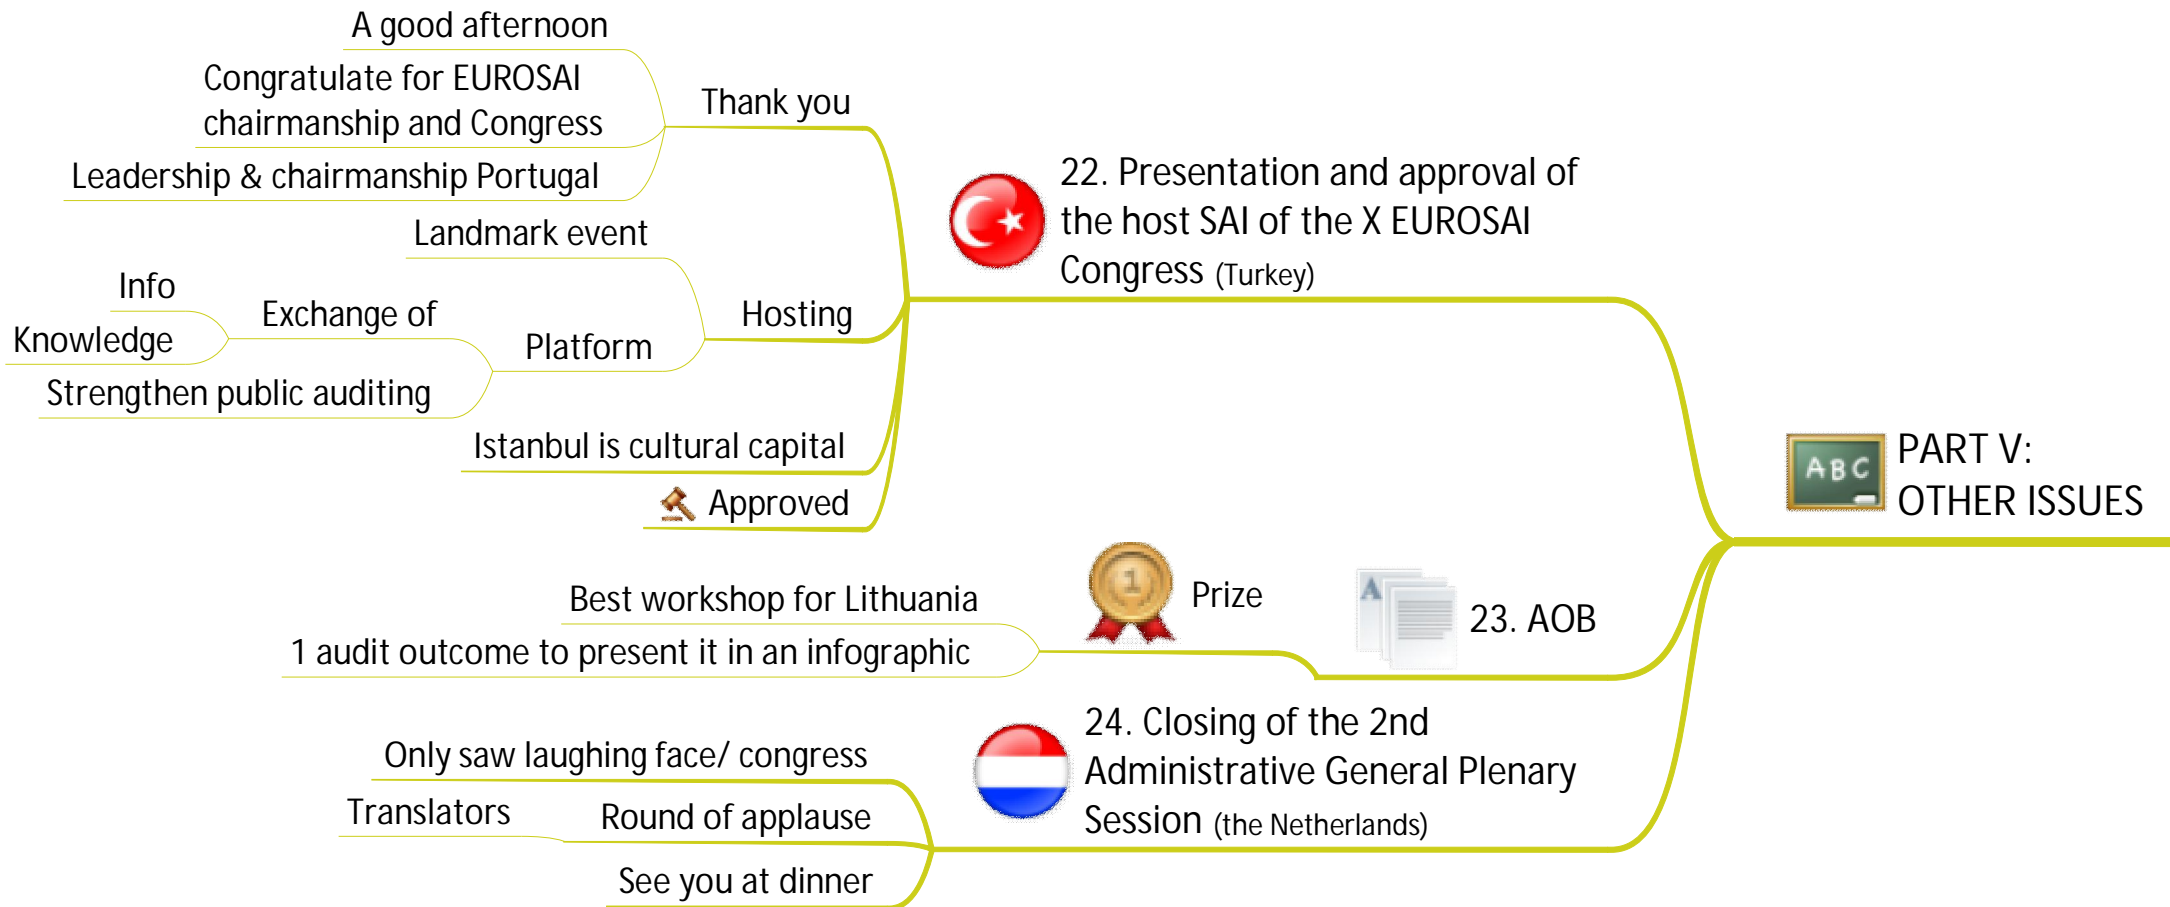 PART V:
OTHER ISSUES
22. Presentation and approval of
the host SAI of the X EUROSAI
Congress (Turkey)
Thank you
A good afternoon
Congratulate for EUROSAI
chairmanship and Congress
Leadership & chairmanship Portugal
Hosting
Landmark event
Platform
Exchange of
Info
Knowledge
Strengthen public auditing
Istanbul is cultural capital
Approved
23. AOB
Prize
Best workshop for Lithuania
1 audit outcome to present it in an infographic
24. Closing of the 2nd
Administrative General Plenary
Session (the Netherlands)
Only saw laughing face/ congress
Round of applause
Translators
See you at dinner
ABC
1
A